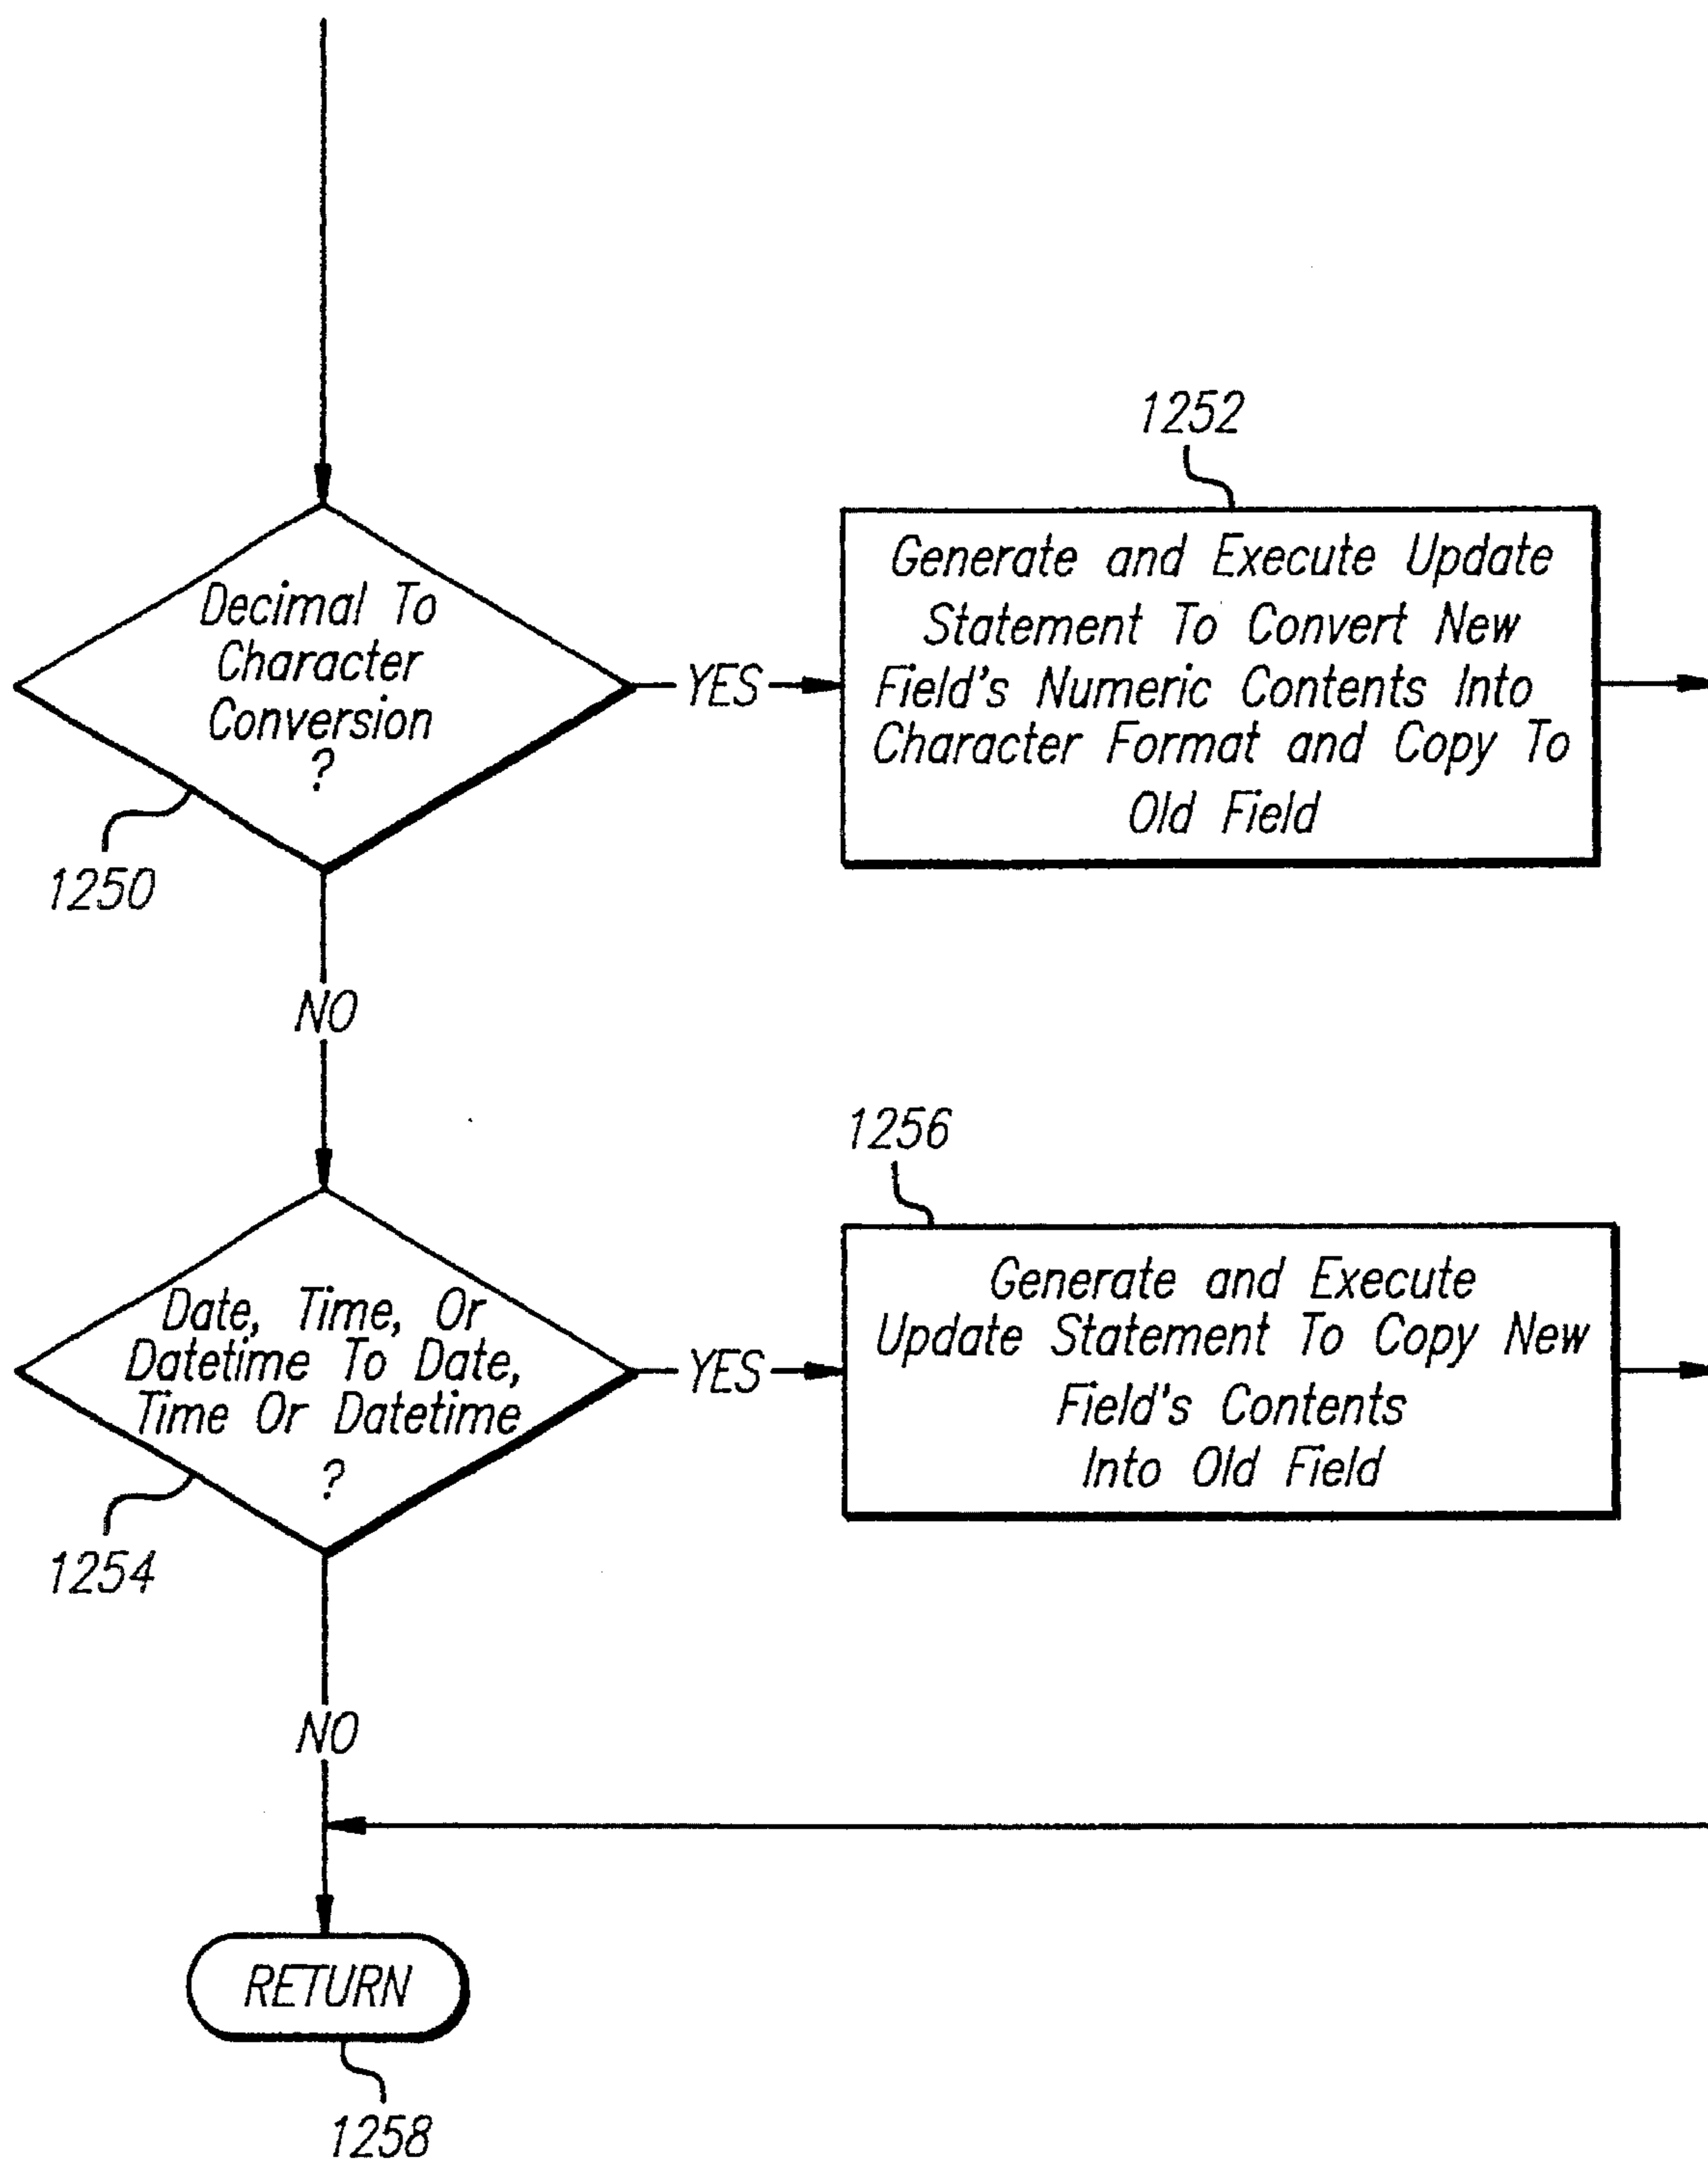 1252
Decimal To
Character
Conversion
?
YES
Generate and Execute Update
Statement To Convert New
Field's Numeric Contents Into
Character Format and Copy To
Old Field
1250
NO
1256
Date, Time, Or
Datetime To Date,
Time Or Datetime
?
YES
Generate and Execute
Update Statement To Copy New
Field's Contents
Into Old Field
1254
NO
RETURN
1258